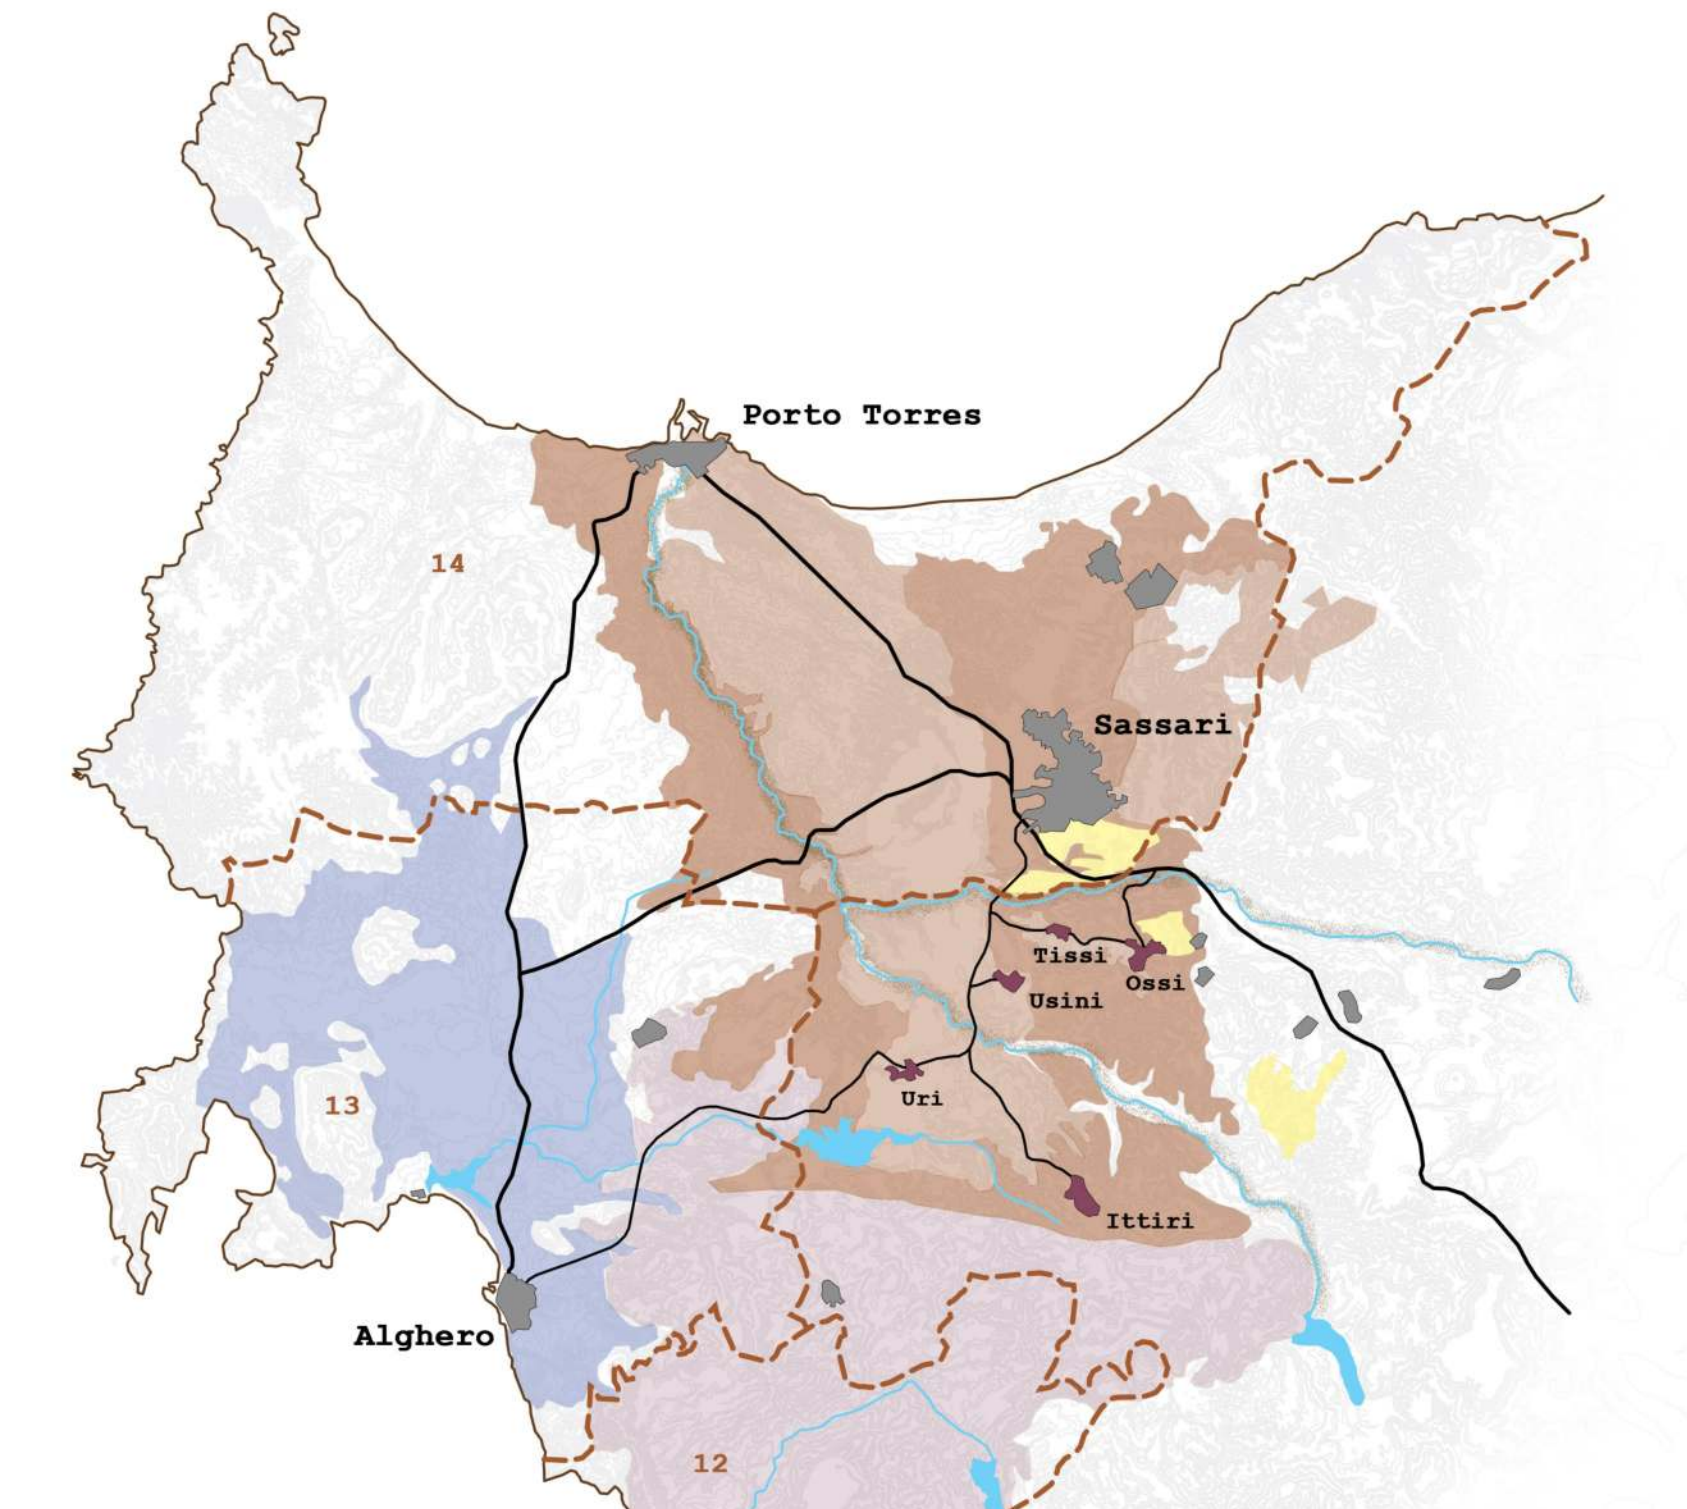 Porto Torres
14
Sassari
Tissi
Ossi
Usini
Uri
13
Ittiri
Alghero
12